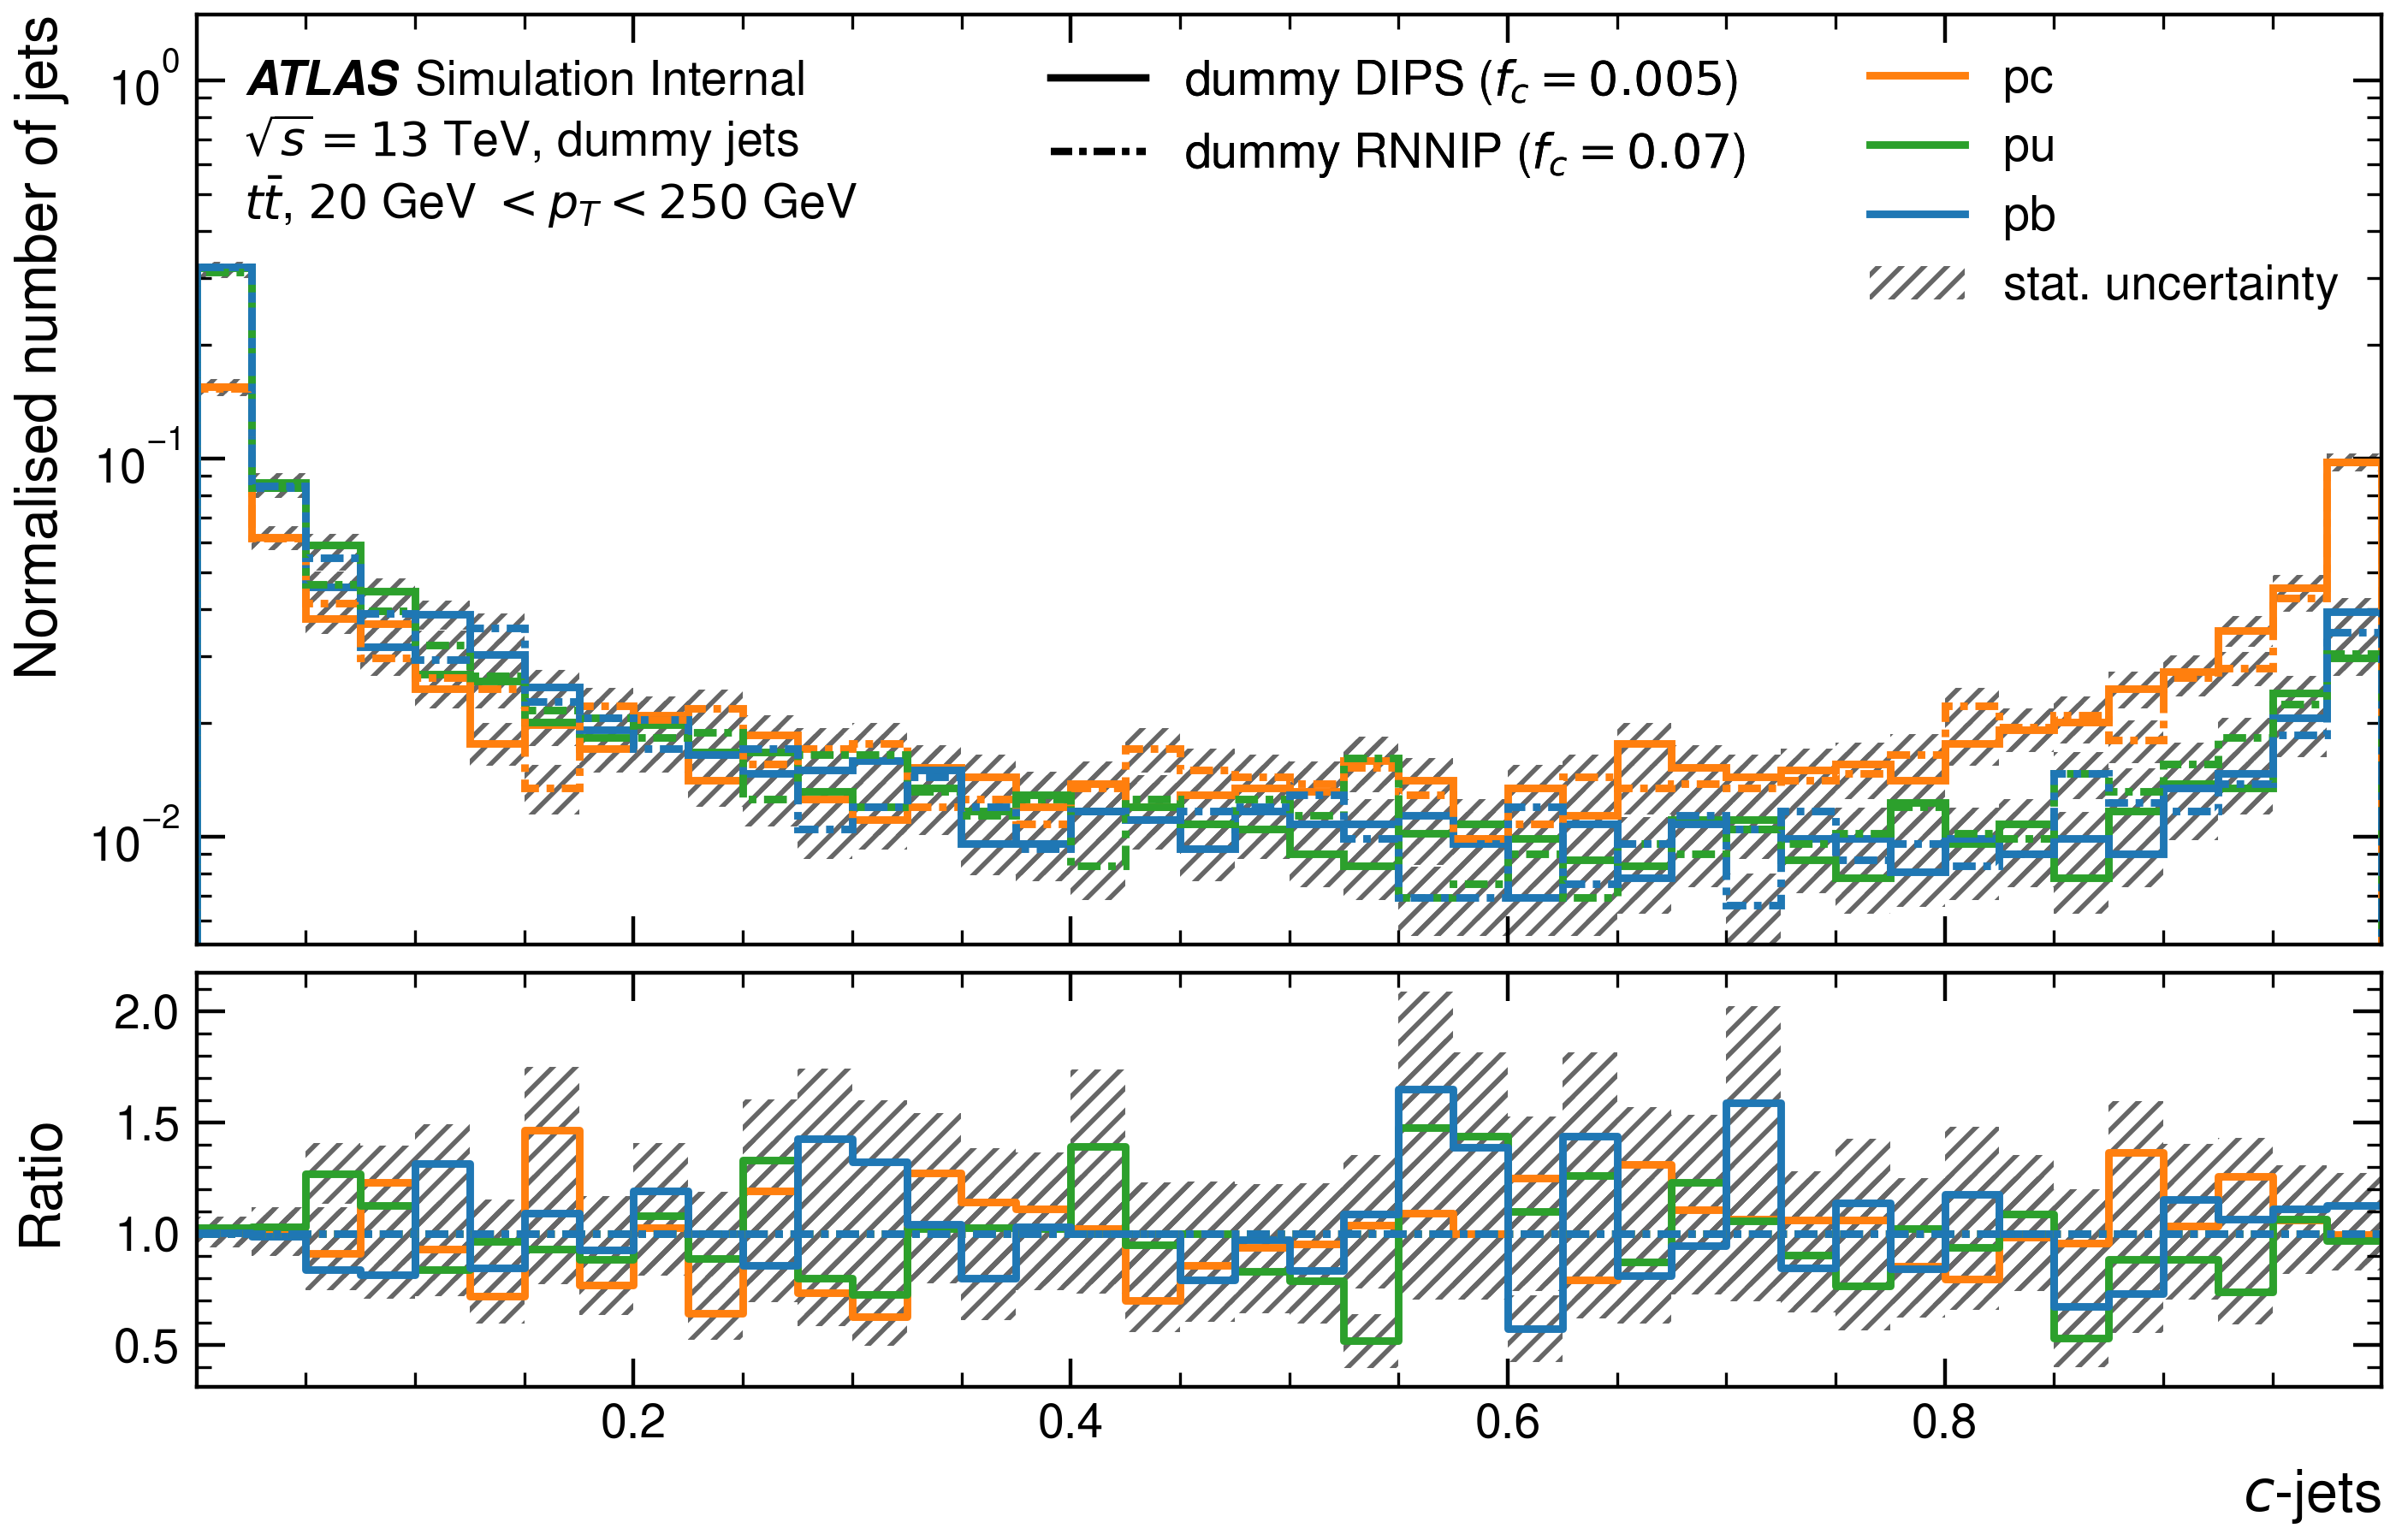 Normalised number of jets
10^0
10^−1
10^−2
ATLAS Simulation Internal
√s = 13 TeV, dummy jets
tt̄, 20 GeV < p_T < 250 GeV
dummy DIPS (f_c = 0.005)
dummy RNNIP (f_c = 0.07)
pc
pu
pb
stat. uncertainty
Ratio
2.0
1.5
1.0
0.5
0.2 0.4 0.6 0.8
c-jets